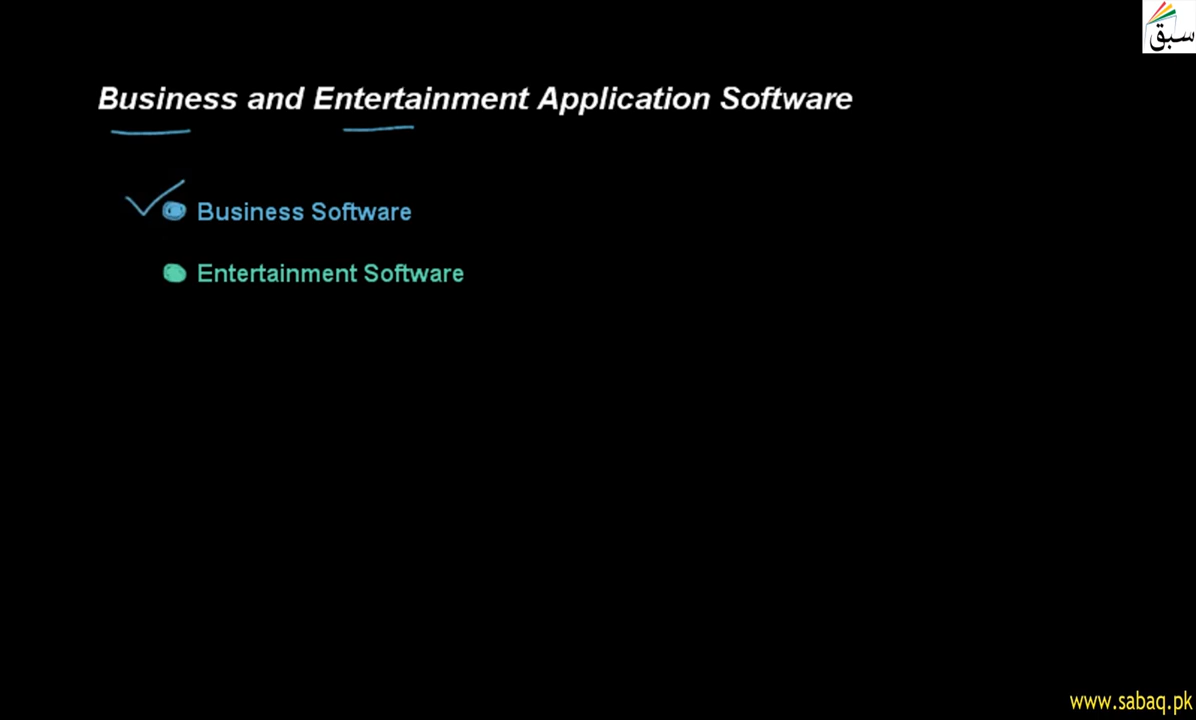 سبق
Business and Entertainment Application Software
Business Software
Entertainment Software
www.sabaq.pk